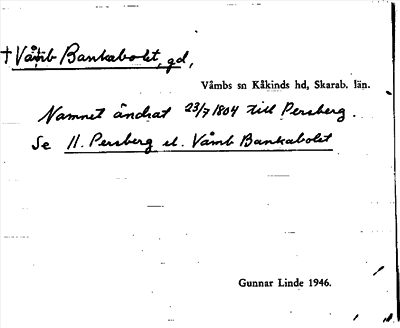 † Våmb Bankabolet, gd,
Våmbs sn Kåkinds hd, Skarab. län.
Namnet ändrat 23/7 1804 till Persberg.
Se 11. Persberg el. Våmb Bankabolet
Gunnar Linde 1946.